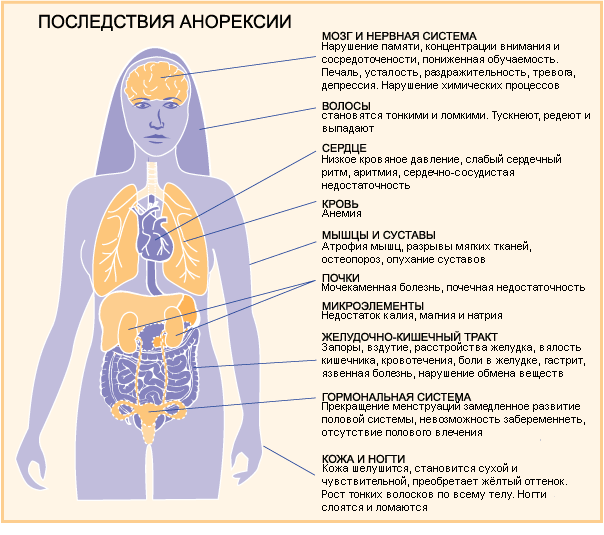 ПОСЛЕДСТВИЯ АНОРЕКСИИ
МОЗГ И НЕРВНАЯ СИСТЕМА
Нарушение памяти, концентрации внимания и
сосредоточености, пониженная обучаемость.
Печаль, усталость, раздражительность, тревога,
депрессия. Нарушение химических процессов
ВОЛОСЫ
становятся тонкими и ломкими. Тускнеют, редеют и
выпадают
СЕРДЦЕ
Низкое кровяное давление, слабый сердечный
ритм, аритмия, сердечно-сосудистая
недостаточность
КРОВЬ
Анемия
МЫШЦЫ И СУСТАВЫ
Атрофия мышц, разрывы мягких тканей,
остеопороз, опухание суставов
ПОЧКИ
Мочекаменная болезнь, почечная недостаточность
МИКРОЭЛЕМЕНТЫ
Недостаток калия, магния и натрия
ЖЕЛУДОЧНО-КИШЕЧНЫЙ ТРАКТ
Запоры, вздутие, расстройства желудка, вялость
кишечника, кровотечения, боли в желудке, гастрит,
язвенная болезнь, нарушение обмена веществ
ГОРМОНАЛЬНАЯ СИСТЕМА
Прекращение менструаций замедленное развитие
половой системы, невозможность забеременнеть,
отсутствие полового влечения
КОЖА И НОГТИ
Кожа шелушится, становится сухой и
чувствительной, преобретает жёлтый оттенок.
Рост тонких волосков по всему телу. Ногти
слоятся и ломаются